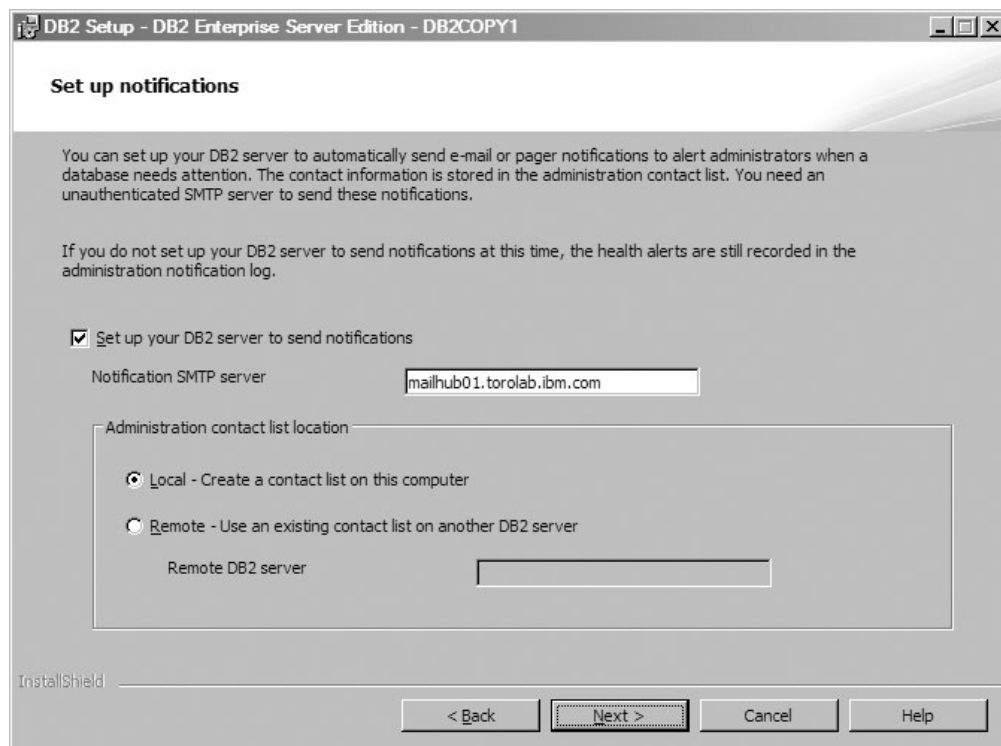 DB2 Setup - DB2 Enterprise Server Edition - DB2COPY1
Set up notifications
You can set up your DB2 server to automatically send e-mail or pager notifications to alert administrators when a
database needs attention. The contact information is stored in the administration contact list. You need an
unauthenticated SMTP server to send these notifications.
If you do not set up your DB2 server to send notifications at this time, the health alerts are still recorded in the
administration notification log.
Set up your DB2 server to send notifications
Notification SMTP server mailhub01.torolab.ibm.com
Administration contact list location
Local - Create a contact list on this computer
Remote - Use an existing contact list on another DB2 server
Remote DB2 server
InstallShield
< Back Next > Cancel Help